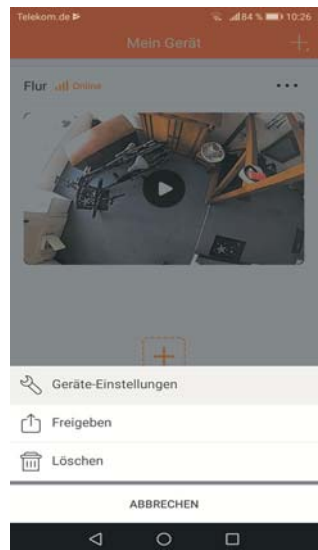 Telekom.de 84 % 10:26
Mein Gerät
Flur Online
Geräte-Einstellungen
Freigeben
Löschen
ABBRECHEN